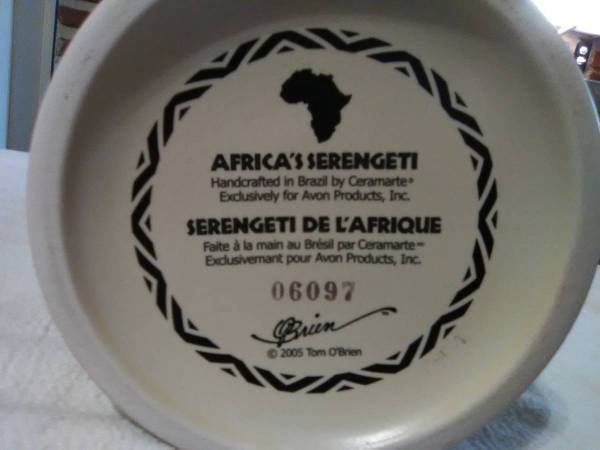 AFRICA'S SERENGETI
Handcrafted in Brazil by Ceramarte®
Exclusively for Avon Products, Inc.
SERENGETI DE L'AFRIQUE
Faite à la main au Brésil par Ceramarte™
Exclusivemant pour Avon Products, Inc.
06097
O'Brien
© 2005 Tom O'Brien